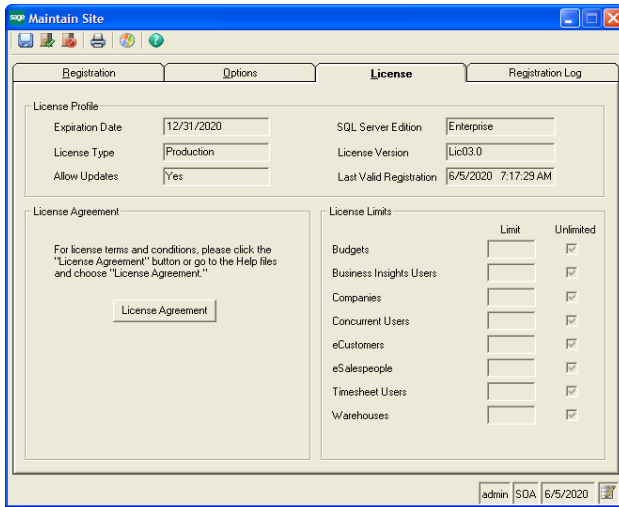 sage Maintain Site
Registration
Options
License
Registration Log
License Profile
Expiration Date 12/31/2020
SQL Server Edition Enterprise
License Type Production
License Version Lic03.0
Allow Updates Yes
Last Valid Registration 6/5/2020 7:17:29 AM
License Agreement
For license terms and conditions, please click the
"License Agreement" button or go to the Help files
and choose "License Agreement."
License Agreement
License Limits
Limit Unlimited
Budgets
Business Insights Users
Companies
Concurrent Users
eCustomers
eSalespeople
Timesheet Users
Warehouses
admin SOA 6/5/2020